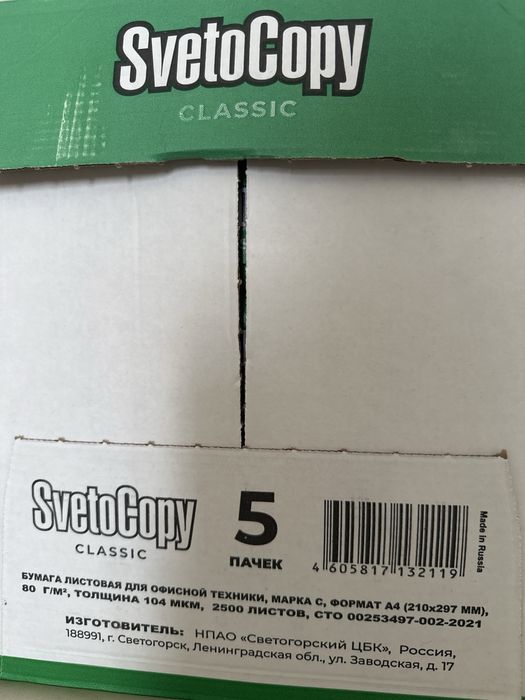 SvetoCopy
CLASSIC
SvetoCopy
CLASSIC
5
ПАЧЕК
4 605817 132119
Made in Russia
БУМАГА ЛИСТОВАЯ ДЛЯ ОФИСНОЙ ТЕХНИКИ, МАРКА С, ФОРМАТ А4 (210x297 ММ),
80 Г/М², ТОЛЩИНА 104 МКМ, 2500 ЛИСТОВ, СТО 00253497-002-2021
ИЗГОТОВИТЕЛЬ: НПАО «Светогорский ЦБК», Россия,
188991, г. Светогорск, Ленинградская обл., ул. Заводская, д. 17